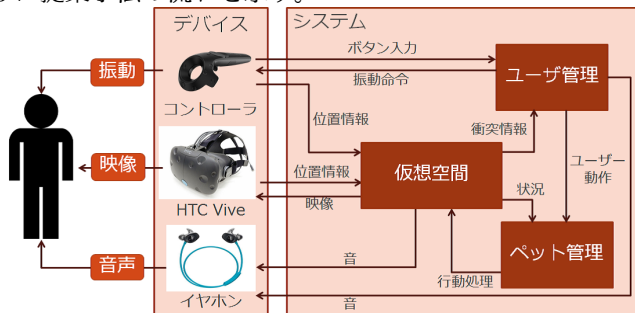 デバイス
システム
振動
コントローラ
ボタン入力
振動命令
ユーザ管理
位置情報
衝突情報
映像
HTC Vive
位置情報
映像
仮想空間
ユーザー
動作
状況
音声
イヤホン
音
行動処理
ペット管理
音